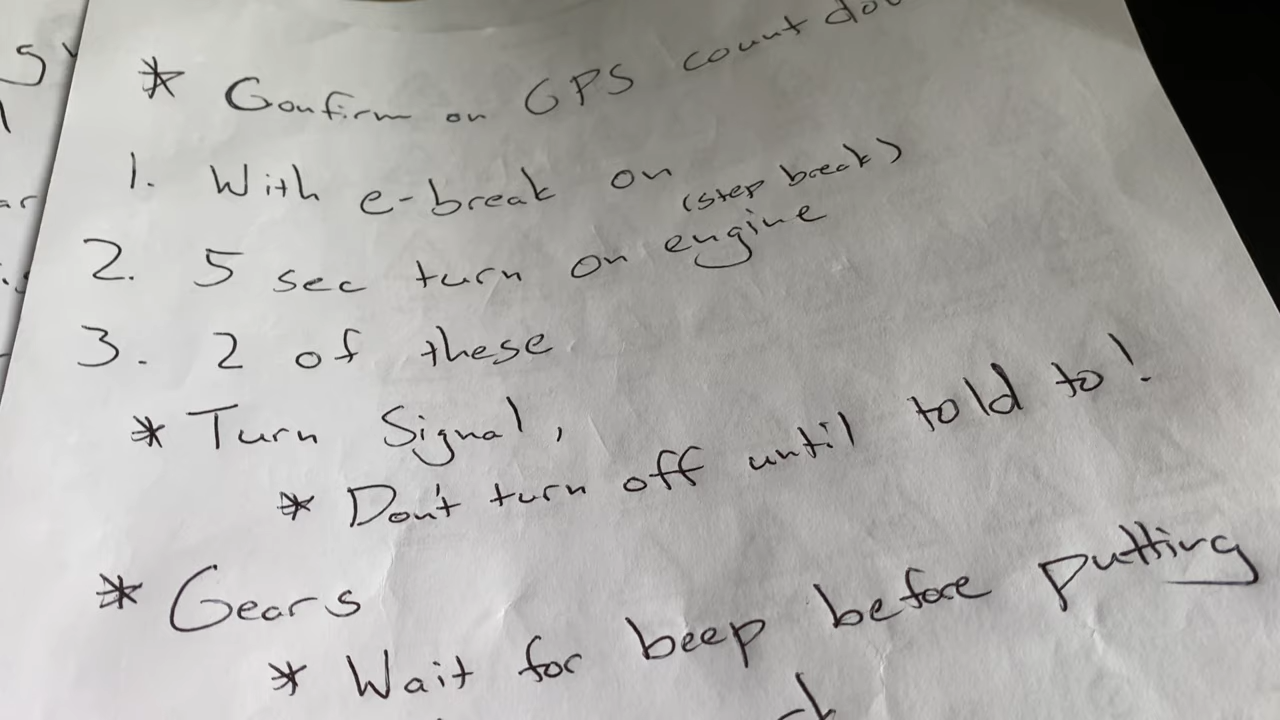 * Confirm on GPS count
1. With e-break on
(step break)
2. 5 sec turn on engine
3. 2 of these
* Turn Signal,
* Don't turn off until told to!
* Gears
* Wait for beep before putting